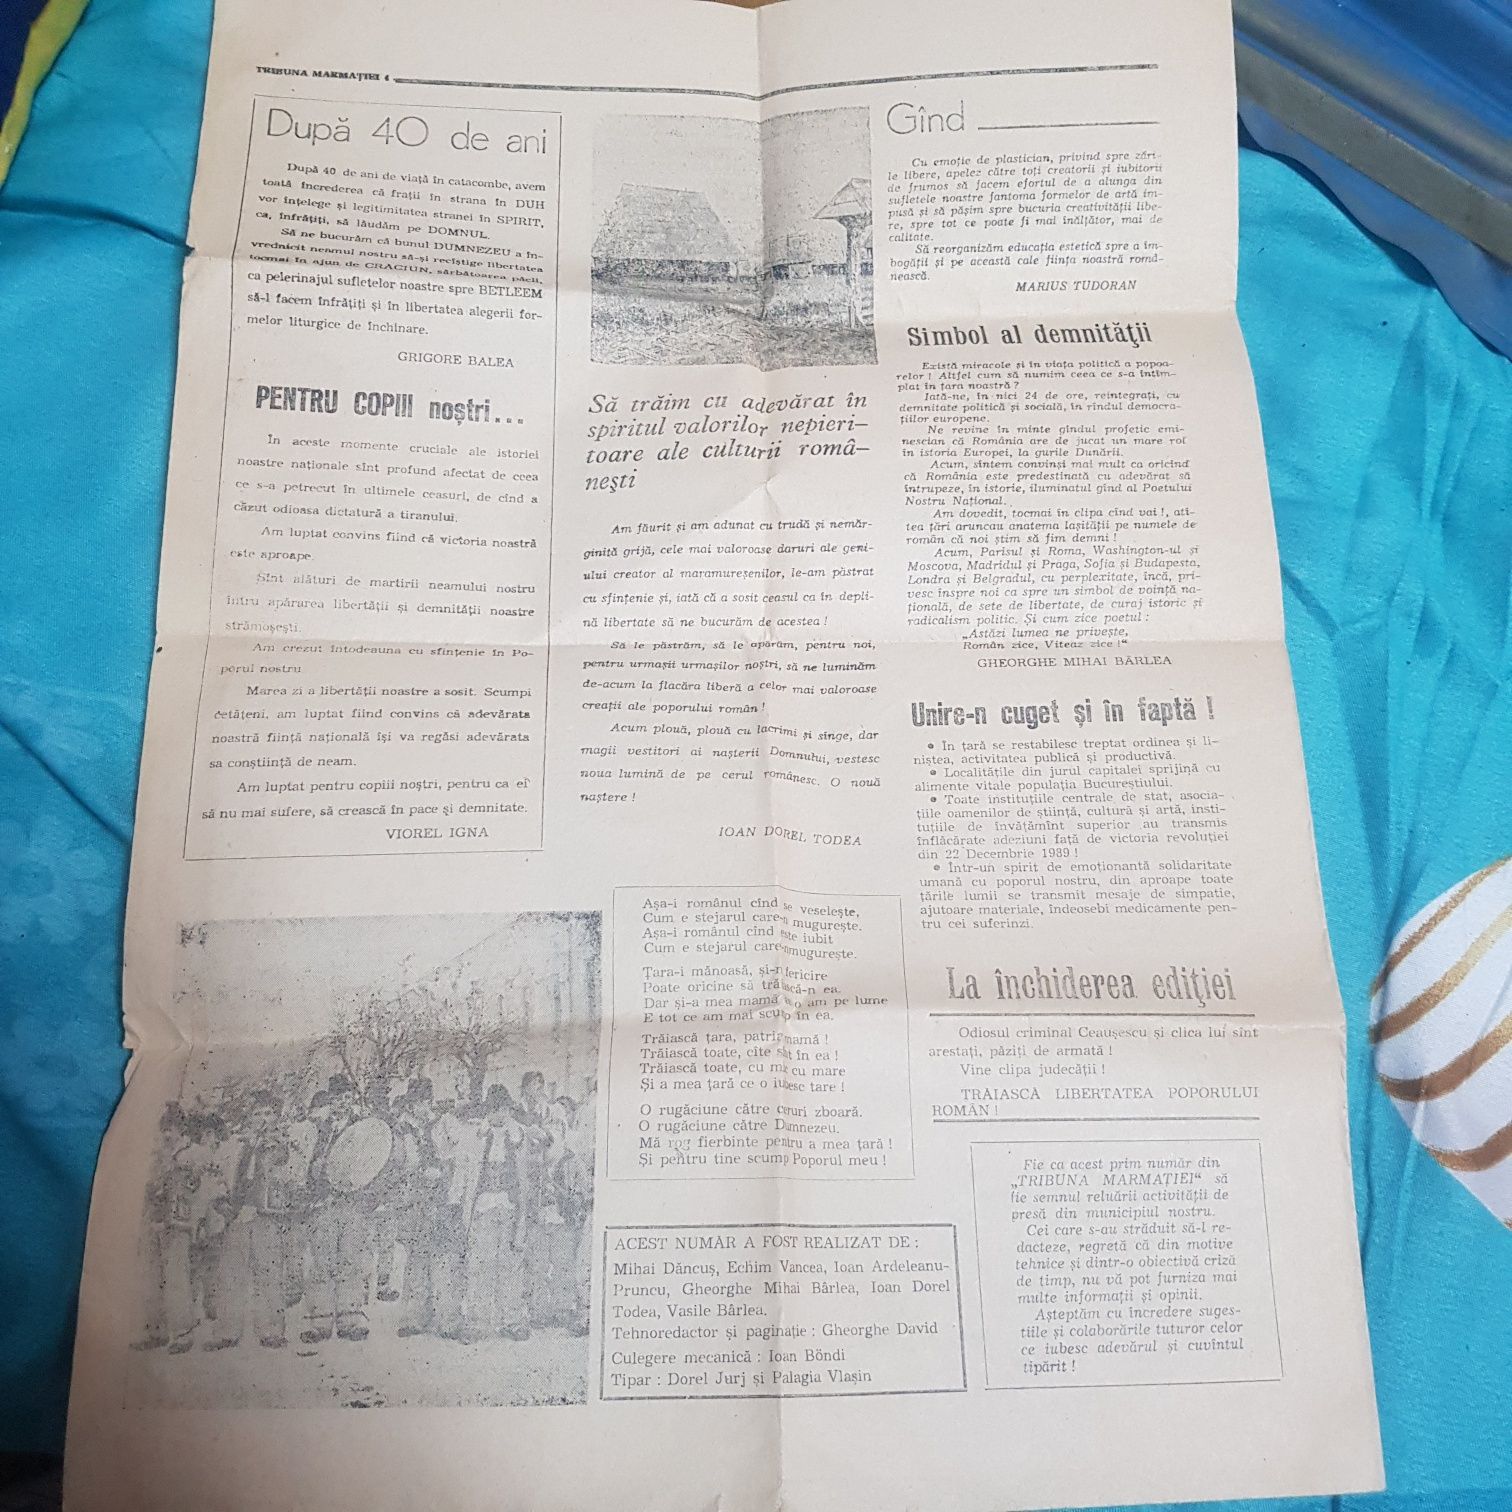 TRIBUNA MARMAȚIEI 4
După 40 de ani
După 40 de ani de viață în catacombe, avem
toată încrederea că frații în strana în DUH
vor înțelege și legitimitatea stranei în SPIRIT,
ca, înfrățiți, să lăudăm pe DOMNUL.
Să ne bucurăm că bunul DUMNEZEU a în-
vrednicit neamul nostru să-și recîștige libertatea
tocmai în ajun de CRĂCIUN, sărbătoarea păcii,
ca pelerinajul sufletelor noastre spre BETLEEM
să-l facem înfrățiți și în libertatea alegerii for-
melor liturgice de închinare.
GRIGORE BALEA
PENTRU COPIII noștri...
În aceste momente cruciale ale istoriei
noastre naționale sînt profund afectat de ceea
ce s-a petrecut în ultimele ceasuri, de cînd a
căzut odioasa dictatură a tiranului.
Am luptat convins fiind că victoria noastră
este aproape.
Sînt alături de martirii neamului nostru
întru apărarea libertății și demnității noastre
strămoșești.
Am crezut întodeauna cu sfințenie în Po-
porul nostru
Marea zi a libertății noastre a sosit. Scumpi
cetățeni, am luptat fiind convins că adevărata
noastră ființă națională își va regăsi adevărata
sa conștiință de neam.
Am luptat pentru copiii noștri, pentru ca ei
să nu mai sufere, să crească în pace și demnitate.
VIOREL IGNA
Să trăim cu adevărat în
spiritul valorilor nepieri-
toare ale culturii romă-
nești
Am făurit și am adunat cu trudă și nemăr-
ginită grijă, cele mai valoroase daruri ale geni-
ului creator al maramureșenilor, le-am păstrat
cu sfințenie și, iată că a sosit ceasul ca în depli-
nă libertate să ne bucurăm de acestea !
Să le păstrăm, să le apărăm, pentru noi,
pentru urmașii urmașilor noștri, să ne luminăm
de-acum la flacăra liberă a celor mai valoroase
creații ale poporului român !
Acum plouă, plouă cu lacrimi și sînge, dar
magii vestitori ai nașterii Domnului, vestesc
noua lumină de pe cerul românesc. O nouă
naștere !
IOAN DOREL TODEA
Așa-i românul cînd se veselește,
Cum e stejarul care-n mugurește.
Așa-i românul cînd este iubit
Cum e stejarul care-nmugurește.
Țara-i mănoasă, și-n fericire
Poate oricine să trăiască-n ea.
Dar și-a mea mamă o am pe lume
E tot ce am mai scump în ea.
Trăiască țara, patria mamă !
Trăiască toate, cîte sînt în ea !
Trăiască toate, cu mic cu mare
Și a mea țară ce o iubesc tare !
O rugăciune către ceruri zboară.
O rugăciune către Dumnezeu.
Mă rog fierbinte pentru a mea țară !
Și pentru tine scump Poporul meu !
ACEST NUMĂR A FOST REALIZAT DE :
Mihai Dăncuș, Echim Vancea, Ioan Ardeleanu-
Pruncu, Gheorghe Mihai Bârlea, Ioan Dorel
Todea, Vasile Bârlea.
Tehnoredactor și paginație : Gheorghe David
Culegere mecanică : Ioan Böndi
Tipar : Dorel Jurj și Palagia Vlașin
Gînd
Cu emoție de plastician, privind spre zări-
le libere, apelez către toți creatorii și iubitorii
de frumos să facem efortul de a alunga din
sufletele noastre fantoma formelor de artă im-
pusă și să pășim spre bucuria creativității libe-
re, spre tot ce poate fi mai înălțător, mai de
calitate.
Să reorganizăm educația estetică spre a îm-
bogății și pe această cale ființa noastră romă-
nească.
MARIUS TUDORAN
Simbol al demnității
Există miracole și în viața politică a popoa-
relor ! Altfel cum să numim ceea ce s-a întîm-
plat în țara noastră ?
Iată-ne, în nici 24 de ore, reintegrați, cu
demnitate politică și socială, în rîndul democra-
țiilor europene.
Ne revine în minte gîndul profetic emi-
nescian că România are de jucat un mare rol
în istoria Europei, la gurile Dunării.
Acum, sîntem convinși mai mult ca oricînd
că România este predestinată cu adevărat să
întrupeze, în istorie, iluminatul gînd al Poetului
Nostru Național.
Am dovedit, tocmai în clipa cînd vai !, atî-
tea țări aruncau anatema lașității pe numele de
român că noi știm să fim demni !
Acum, Parisul și Roma, Washington-ul și
Moscova, Madridul și Praga, Sofia și Budapesta,
Londra și Belgradul, cu perplexitate, încă, pri-
vesc înspre noi ca spre un simbol de voință na-
țională, de sete de libertate, de curaj istoric și
radicalism politic. Și cum zice poetul :
„Astăzi lumea ne privește,
Român zice, Viteaz zice !“
GHEORGHE MIHAI BÂRLEA
Unire-n cuget și în faptă !
● În țară se restabilesc treptat ordinea și li-
niștea, activitatea publică și productivă.
● Localitățile din jurul capitalei sprijină cu
alimente vitale populația Bucureștiului.
● Toate instituțiile centrale de stat, asocia-
țiile oamenilor de știință, cultură și artă, insti-
tuțiile de învățămînt superior au transmis
înflăcărate adeziuni față de victoria revoluției
din 22 Decembrie 1989 !
● Într-un spirit de emoționantă solidaritate
umană cu poporul nostru, din aproape toate
țările lumii se transmit mesaje de simpatie,
ajutoare materiale, îndeosebi medicamente pen-
tru cei suferinzi.
La închiderea ediției
Odiosul criminal Ceaușescu și clica lui sînt
arestați, păziți de armată !
Vine clipa judecății !
TRĂIASCĂ LIBERTATEA POPORULUI
ROMÂN !
Fie ca acest prim număr din
„TRIBUNA MARMAȚIEI“ să
fie semnul reluării activității de
presă din municipiul nostru.
Cei care s-au străduit să-l re-
dacteze, regretă că din motive
tehnice și dintr-o obiectivă criză
de timp, nu vă pot furniza mai
multe informații și opinii.
Așteptăm cu încredere suges-
tiile și colaborările tuturor celor
ce iubesc adevărul și cuvîntul
tipărit !